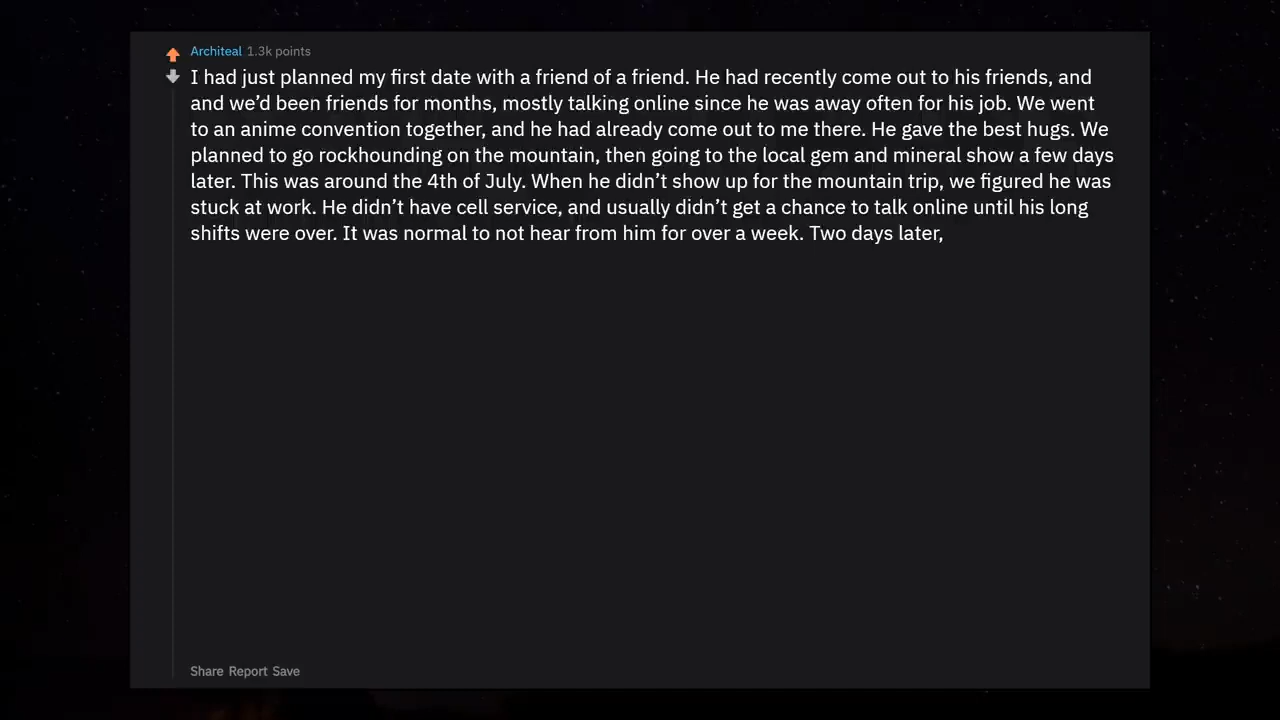 Architeal 1.3k points
I had just planned my first date with a friend of a friend. He had recently come out to his friends, and
and we’d been friends for months, mostly talking online since he was away often for his job. We went
to an anime convention together, and he had already come out to me there. He gave the best hugs. We
planned to go rockhounding on the mountain, then going to the local gem and mineral show a few days
later. This was around the 4th of July. When he didn’t show up for the mountain trip, we figured he was
stuck at work. He didn’t have cell service, and usually didn’t get a chance to talk online until his long
shifts were over. It was normal to not hear from him for over a week. Two days later,
Share Report Save